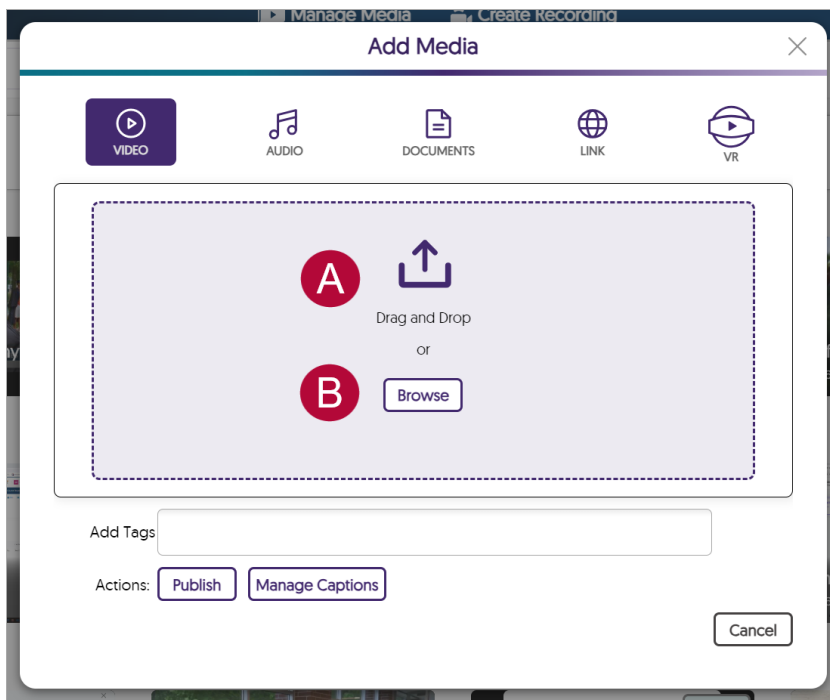 Manage Media Create Recording
Add Media
VIDEO AUDIO DOCUMENTS LINK VR
A
Drag and Drop
or
B Browse
Add Tags
Actions: Publish Manage Captions
Cancel